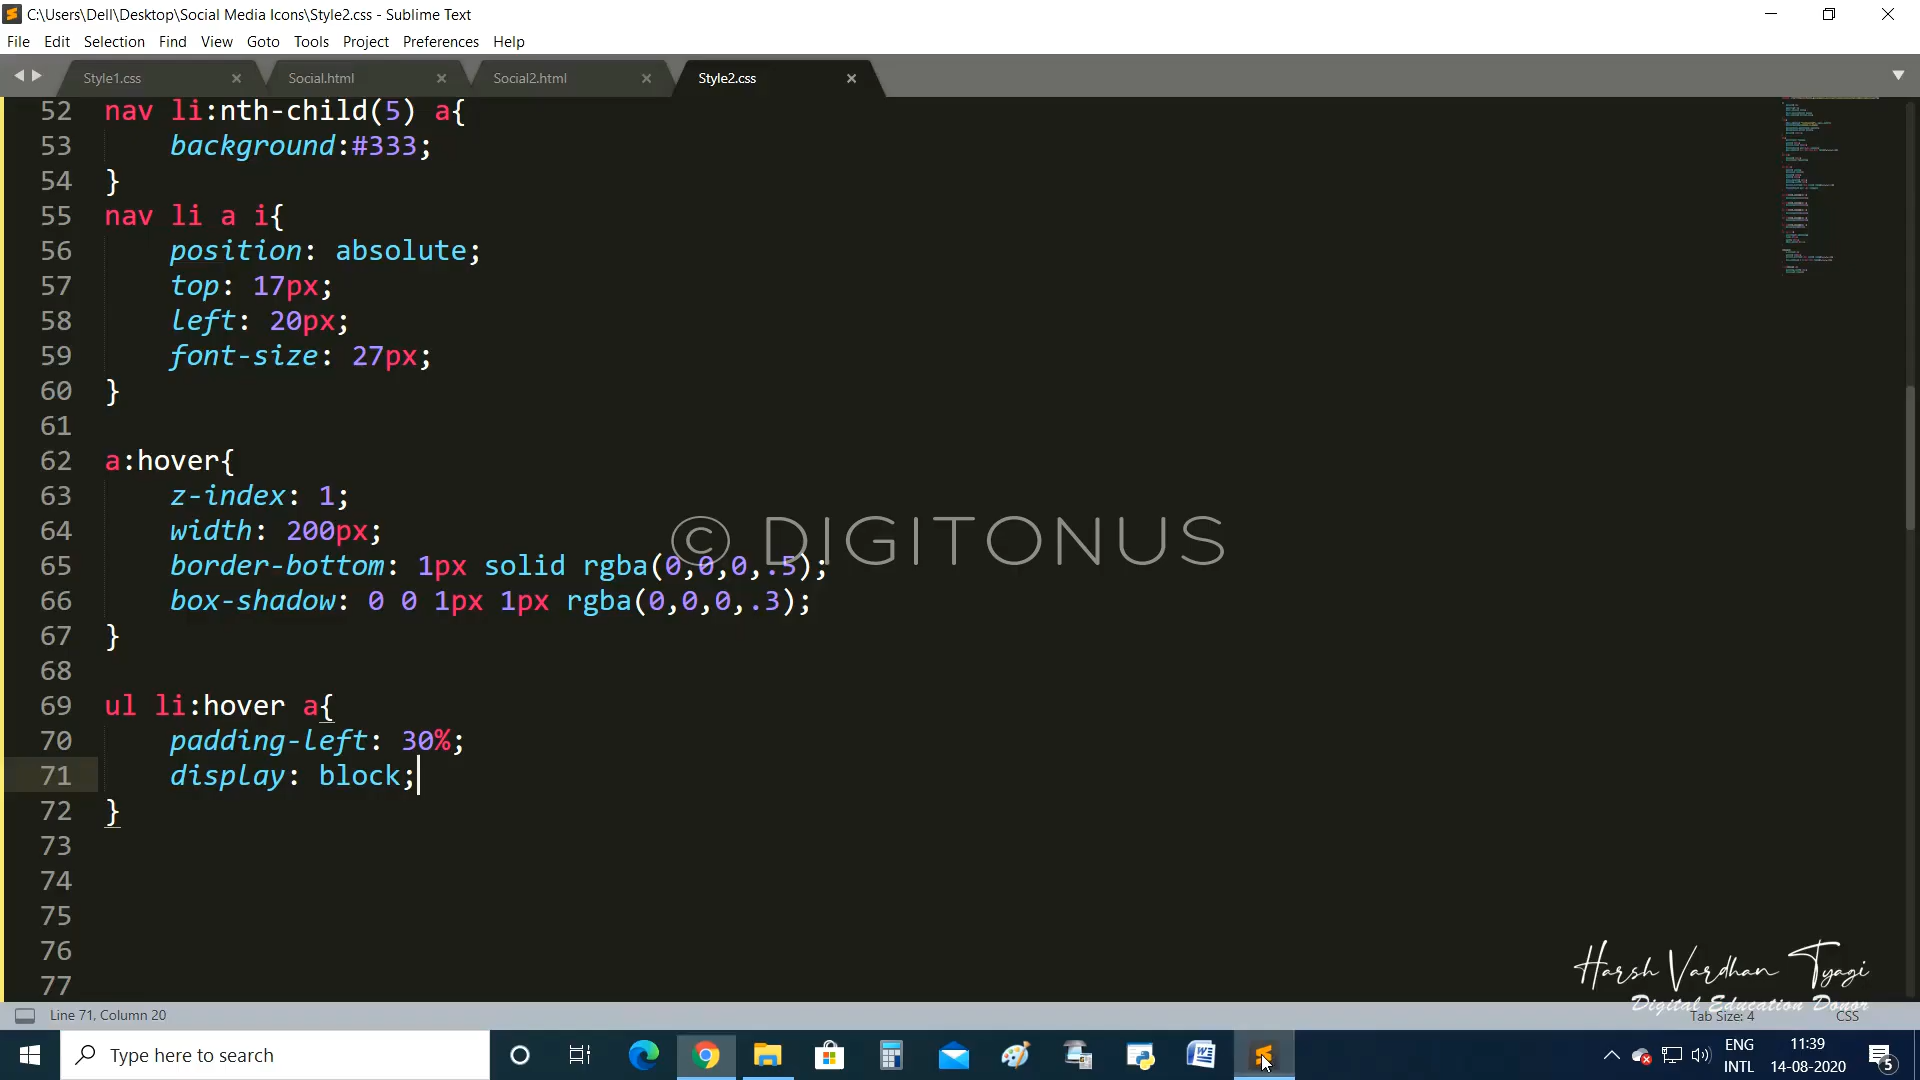 C:\Users\Dell\Desktop\Social Media Icons\Style2.css - Sublime Text
File Edit Selection Find View Goto Tools Project Preferences Help
Style1.css Social.html Social2.html Style2.css
52 nav li:nth-child(5) a{
53 background:#333;
54 }
55 nav li a i{
56 position: absolute;
57 top: 17px;
58 left: 20px;
59 font-size: 27px;
60 }
61
62 a:hover{
63 z-index: 1;
64 width: 200px;
65 border-bottom: 1px solid rgba(0,0,0,.5);
66 box-shadow: 0 0 1px 1px rgba(0,0,0,.3);
67 }
68
69 ul li:hover a{
70 padding-left: 30%;
71 display: block;
72 }
73
74
75
76
77
© DIGITONUS
Harsh Vardhan Tyagi
Digital Education Donor
Line 71, Column 20 Tab Size: 4 CSS
Type here to search
ENG
INTL
11:39
14-08-2020
5